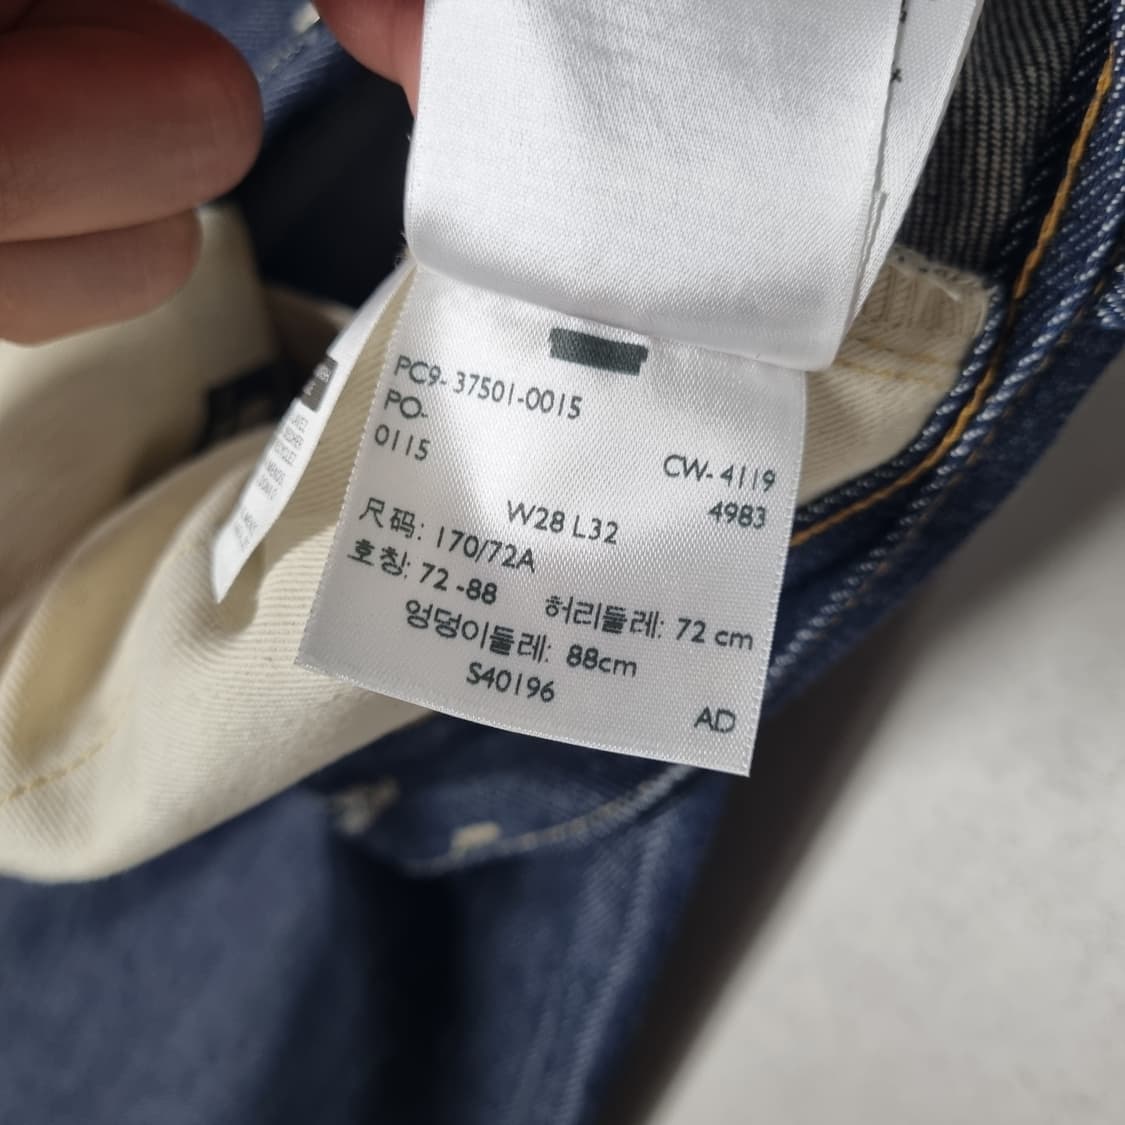 PC9-37501-0015
PO-
0115
CW-4119
4983
W28 L32
尺码: 170/72A
호칭: 72-88 허리둘레: 72 cm
엉덩이둘레: 88cm
S40196
AD